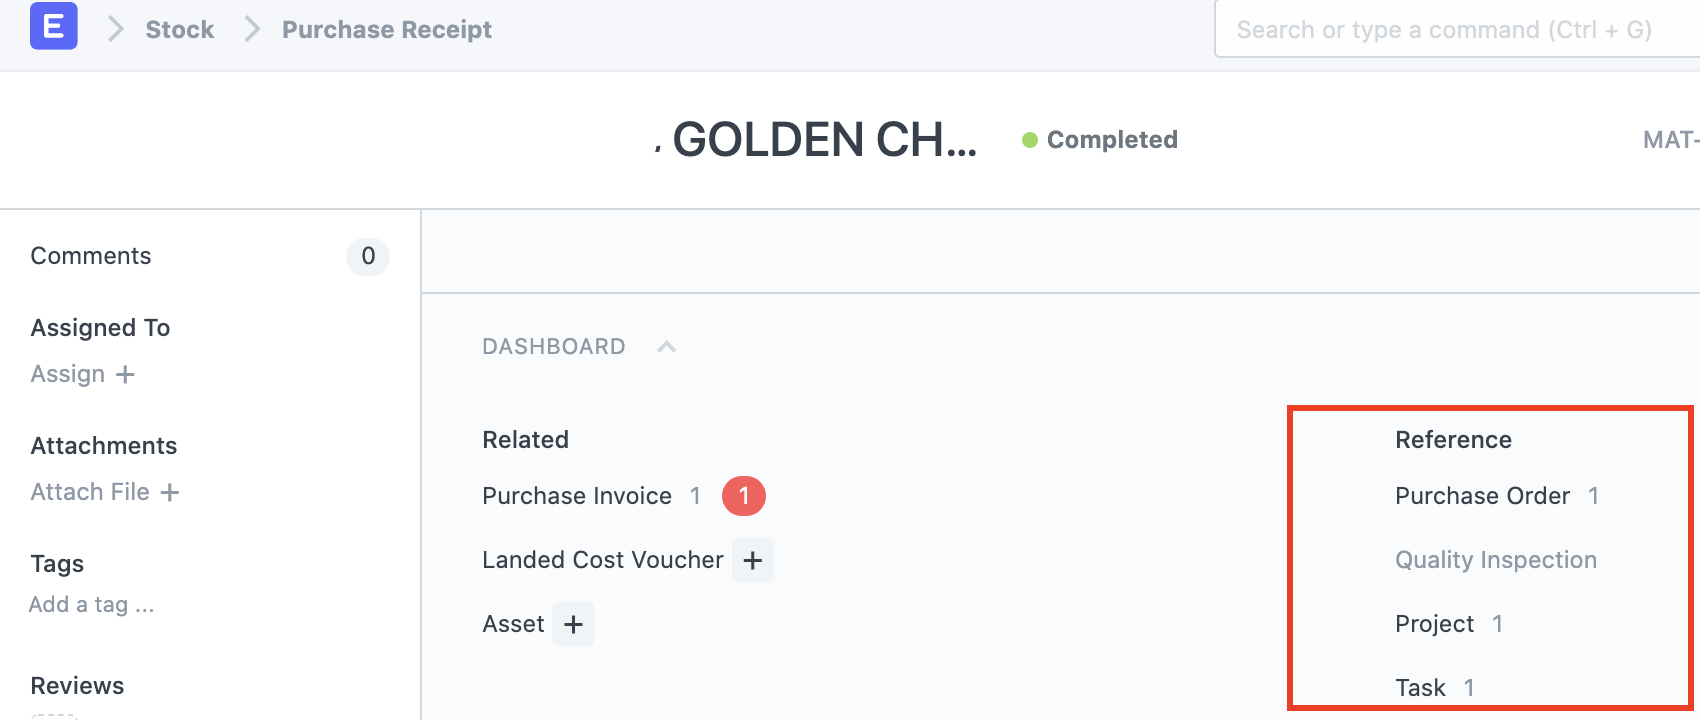 E
Stock
Purchase Receipt
Search or type a command (Ctrl + G)
, GOLDEN CH...
Completed
MAT-
Comments 0
Assigned To
Assign +
Attachments
Attach File +
Tags
Add a tag ...
Reviews
DASHBOARD
Related
Purchase Invoice 1 1
Landed Cost Voucher +
Asset +
Reference
Purchase Order 1
Quality Inspection
Project 1
Task 1